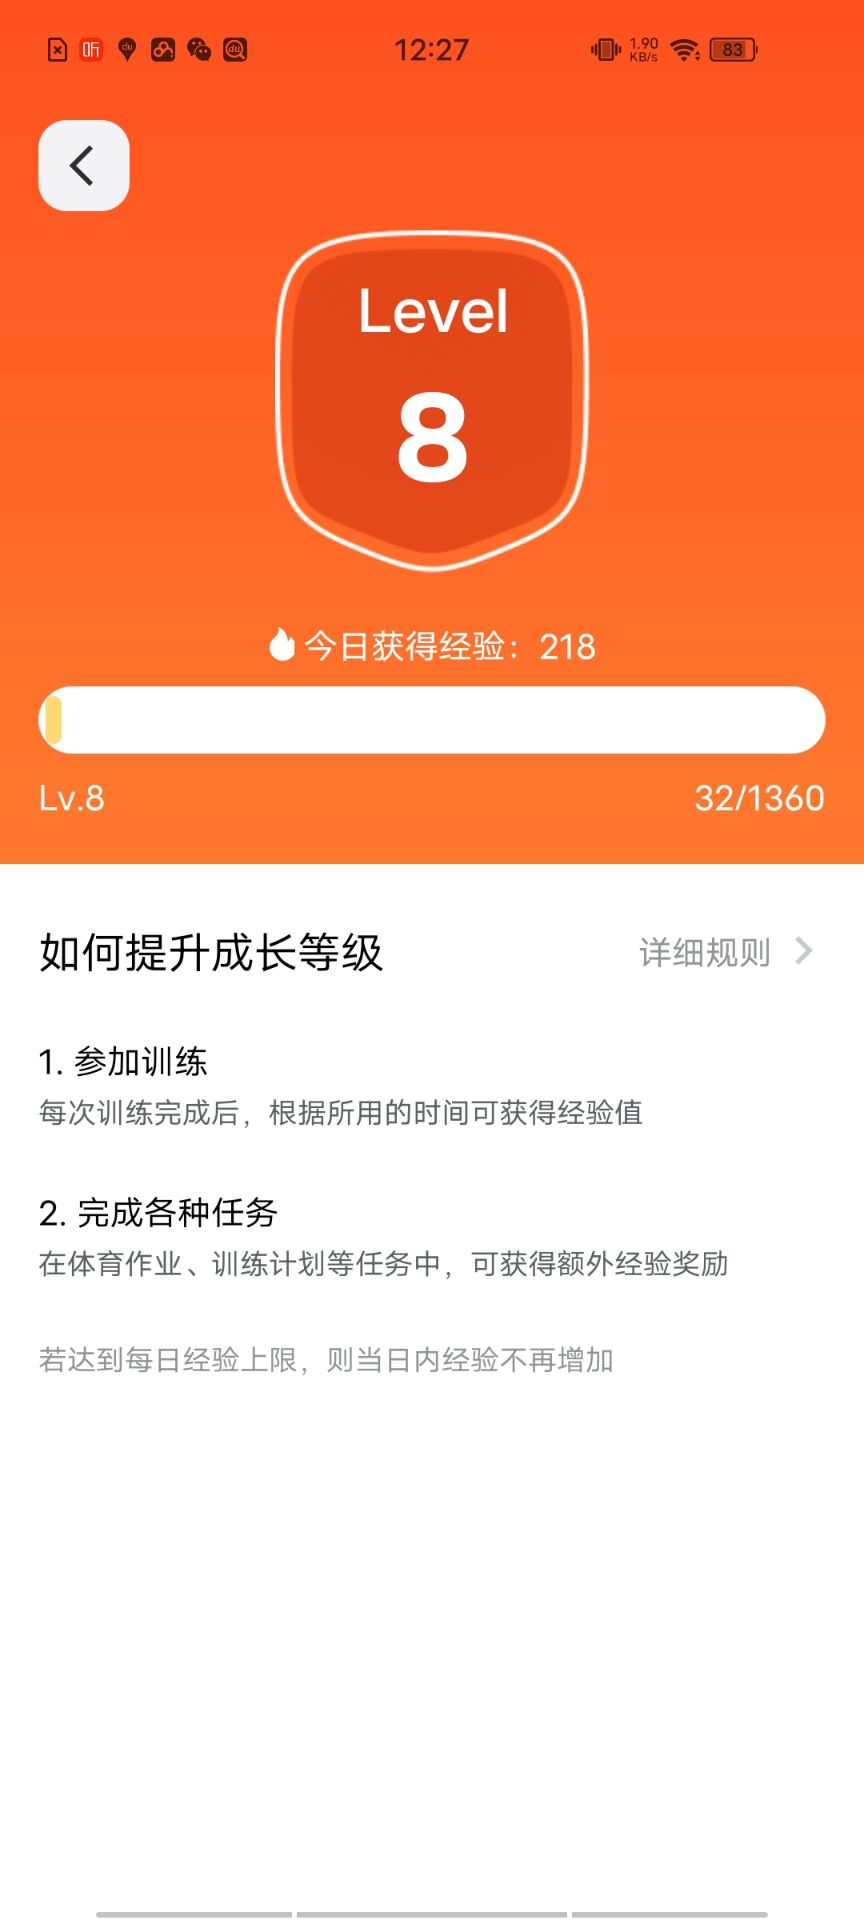 听 du du 12:27 1.90 KB/s 83
Level
8
今日获得经验：218
Lv.8 32/1360
如何提升成长等级 详细规则
1. 参加训练
每次训练完成后，根据所用的时间可获得经验值
2. 完成各种任务
在体育作业、训练计划等任务中，可获得额外经验奖励
若达到每日经验上限，则当日内经验不再增加